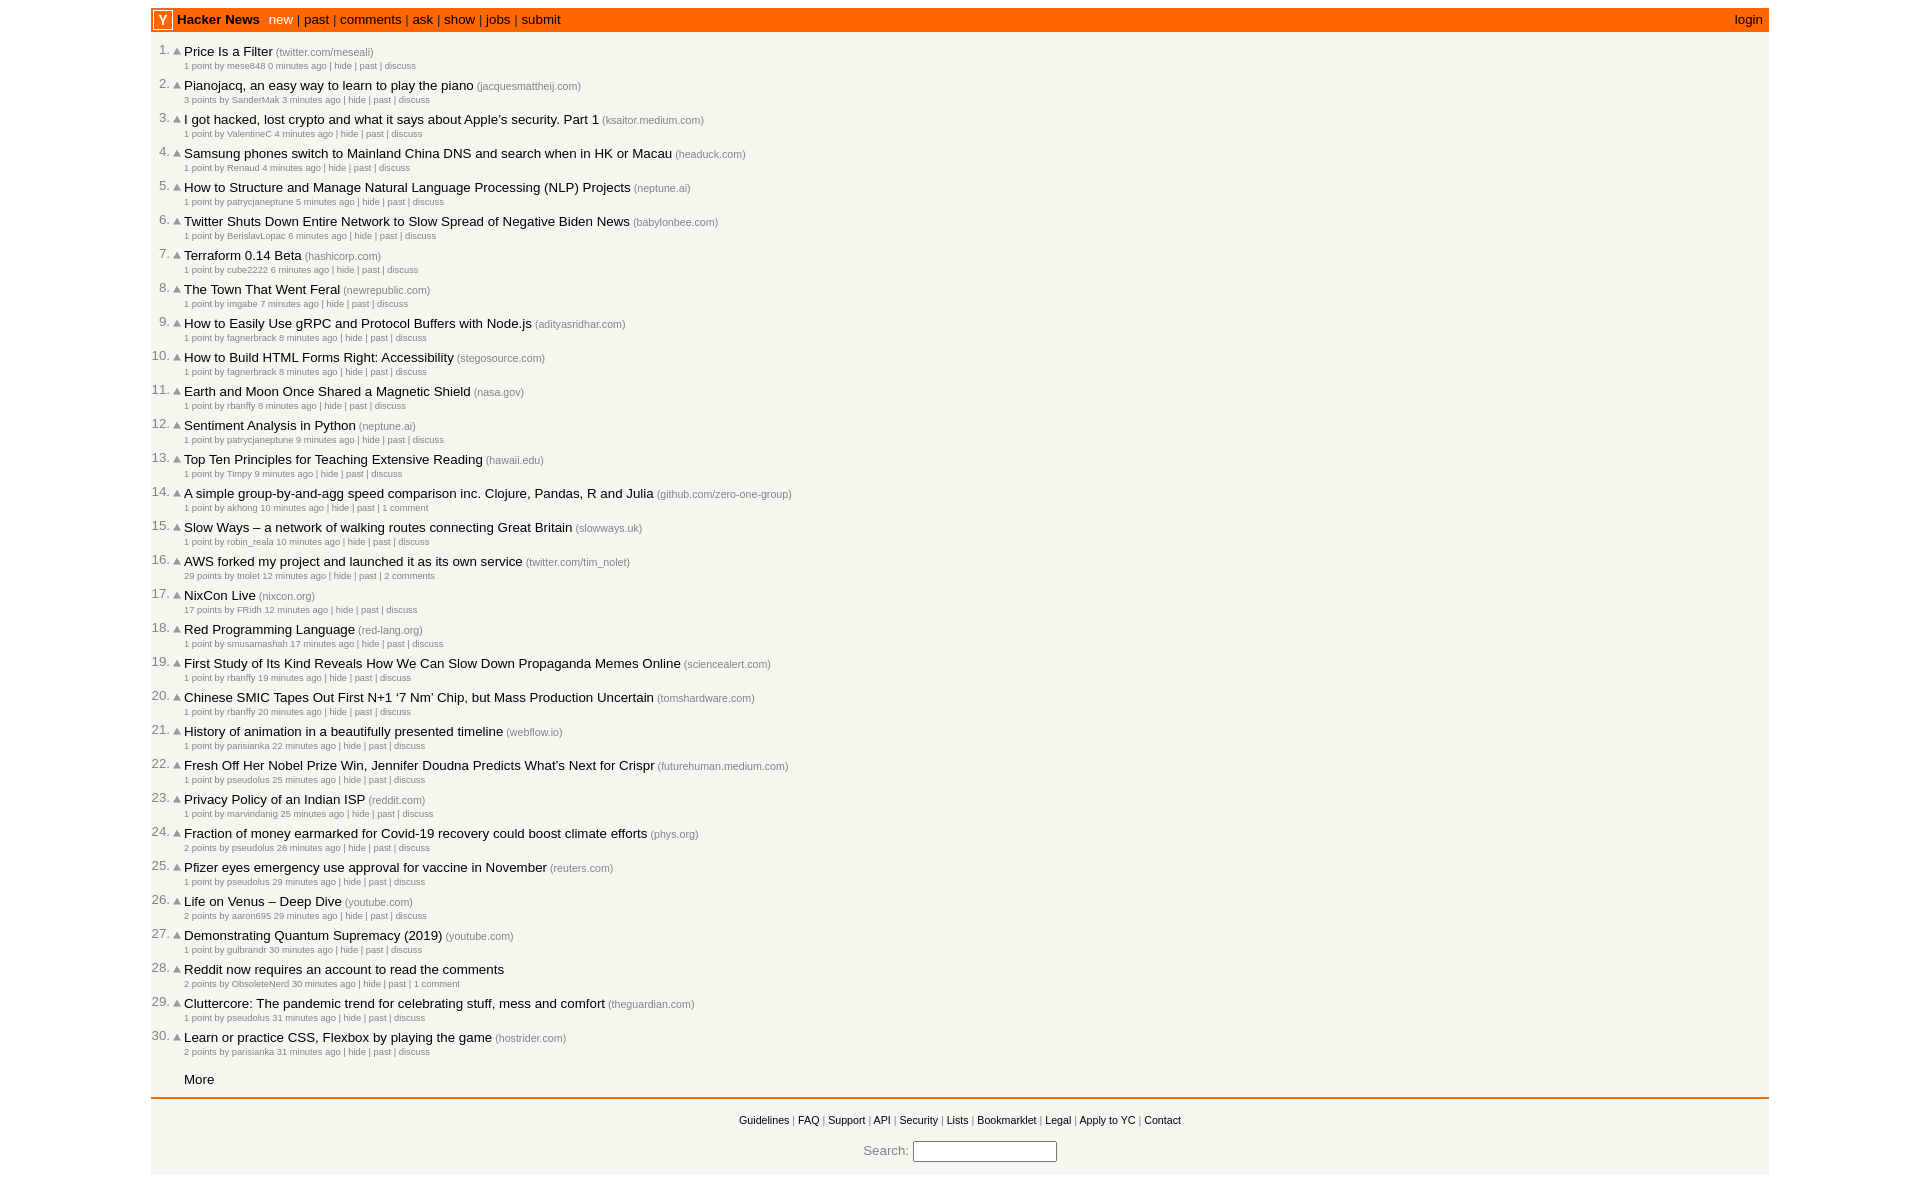 Y Hacker News new | past | comments | ask | show | jobs | submit login
1. Price Is a Filter (twitter.com/meseali)
1 point by mese848 0 minutes ago | hide | past | discuss
2. Pianojacq, an easy way to learn to play the piano (jacquesmattheij.com)
3 points by SanderMak 3 minutes ago | hide | past | discuss
3. I got hacked, lost crypto and what it says about Apple’s security. Part 1 (ksaitor.medium.com)
1 point by ValentineC 4 minutes ago | hide | past | discuss
4. Samsung phones switch to Mainland China DNS and search when in HK or Macau (headuck.com)
1 point by Renaud 4 minutes ago | hide | past | discuss
5. How to Structure and Manage Natural Language Processing (NLP) Projects (neptune.ai)
1 point by patrycjaneptune 5 minutes ago | hide | past | discuss
6. Twitter Shuts Down Entire Network to Slow Spread of Negative Biden News (babylonbee.com)
1 point by BerislavLopac 6 minutes ago | hide | past | discuss
7. Terraform 0.14 Beta (hashicorp.com)
1 point by cube2222 6 minutes ago | hide | past | discuss
8. The Town That Went Feral (newrepublic.com)
1 point by imgabe 7 minutes ago | hide | past | discuss
9. How to Easily Use gRPC and Protocol Buffers with Node.js (adityasridhar.com)
1 point by fagnerbrack 8 minutes ago | hide | past | discuss
10. How to Build HTML Forms Right: Accessibility (stegosource.com)
1 point by fagnerbrack 8 minutes ago | hide | past | discuss
11. Earth and Moon Once Shared a Magnetic Shield (nasa.gov)
1 point by rbanffy 8 minutes ago | hide | past | discuss
12. Sentiment Analysis in Python (neptune.ai)
1 point by patrycjaneptune 9 minutes ago | hide | past | discuss
13. Top Ten Principles for Teaching Extensive Reading (hawaii.edu)
1 point by Timpy 9 minutes ago | hide | past | discuss
14. A simple group-by-and-agg speed comparison inc. Clojure, Pandas, R and Julia (github.com/zero-one-group)
1 point by akhong 10 minutes ago | hide | past | 1 comment
15. Slow Ways – a network of walking routes connecting Great Britain (slowways.uk)
1 point by robin_reala 10 minutes ago | hide | past | discuss
16. AWS forked my project and launched it as its own service (twitter.com/tim_nolet)
29 points by tnolet 12 minutes ago | hide | past | 2 comments
17. NixCon Live (nixcon.org)
17 points by FRidh 12 minutes ago | hide | past | discuss
18. Red Programming Language (red-lang.org)
1 point by smusamashah 17 minutes ago | hide | past | discuss
19. First Study of Its Kind Reveals How We Can Slow Down Propaganda Memes Online (sciencealert.com)
1 point by rbanffy 19 minutes ago | hide | past | discuss
20. Chinese SMIC Tapes Out First N+1 ‘7 Nm’ Chip, but Mass Production Uncertain (tomshardware.com)
1 point by rbanffy 20 minutes ago | hide | past | discuss
21. History of animation in a beautifully presented timeline (webflow.io)
1 point by parisianka 22 minutes ago | hide | past | discuss
22. Fresh Off Her Nobel Prize Win, Jennifer Doudna Predicts What’s Next for Crispr (futurehuman.medium.com)
1 point by pseudolus 25 minutes ago | hide | past | discuss
23. Privacy Policy of an Indian ISP (reddit.com)
1 point by marvindanig 25 minutes ago | hide | past | discuss
24. Fraction of money earmarked for Covid-19 recovery could boost climate efforts (phys.org)
2 points by pseudolus 26 minutes ago | hide | past | discuss
25. Pfizer eyes emergency use approval for vaccine in November (reuters.com)
1 point by pseudolus 29 minutes ago | hide | past | discuss
26. Life on Venus – Deep Dive (youtube.com)
2 points by aaron695 29 minutes ago | hide | past | discuss
27. Demonstrating Quantum Supremacy (2019) (youtube.com)
1 point by gulbrandr 30 minutes ago | hide | past | discuss
28. Reddit now requires an account to read the comments
2 points by ObsoleteNerd 30 minutes ago | hide | past | 1 comment
29. Cluttercore: The pandemic trend for celebrating stuff, mess and comfort (theguardian.com)
1 point by pseudolus 31 minutes ago | hide | past | discuss
30. Learn or practice CSS, Flexbox by playing the game (hostrider.com)
2 points by parisianka 31 minutes ago | hide | past | discuss
More
Guidelines | FAQ | Support | API | Security | Lists | Bookmarklet | Legal | Apply to YC | Contact
Search: